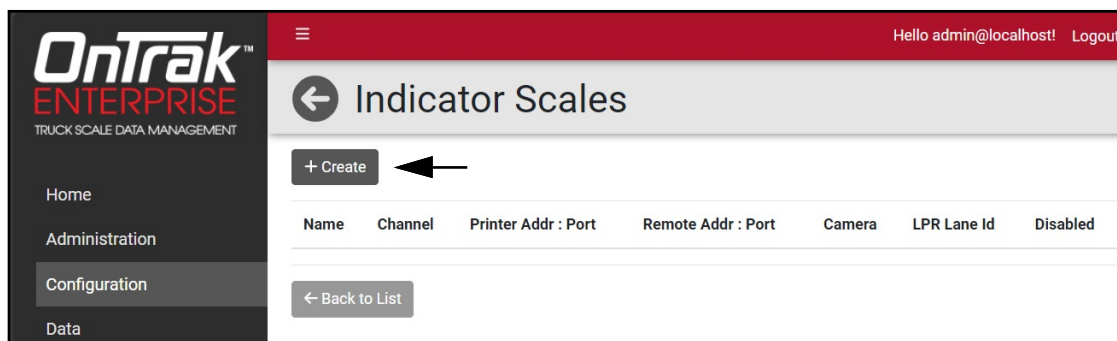 OnTrak™
ENTERPRISE
TRUCK SCALE DATA MANAGEMENT
Home
Administration
Configuration
Data
Hello admin@localhost! Logout
Indicator Scales
+ Create
Name Channel Printer Addr : Port Remote Addr : Port Camera LPR Lane Id Disabled
← Back to List